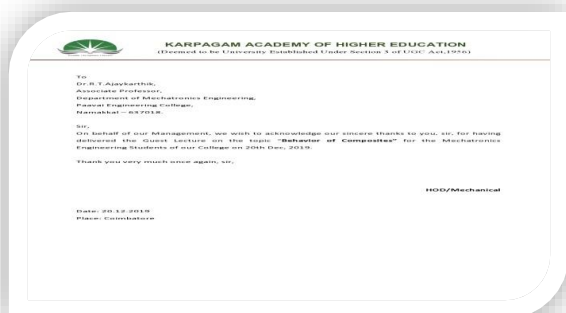 KARPAGAM ACADEMY OF HIGHER EDUCATION
(Deemed to be University Established Under Section 3 of UGC Act,1956)
To
Dr.R.T.Ajaykarthik,
Associate Professor,
Department of Mechatronics Engineering,
Paavai Engineering College,
Namakkal – 637018.
Sir,
On behalf of our Management, we wish to acknowledge our sincere thanks to you, sir, for having
delivered the Guest Lecture on the topic "Behavior of Composites" for the Mechatronics
Engineering Students of our College on 20th Dec, 2019.
Thank you very much once again, sir,
HOD/Mechanical
Date: 20.12.2019
Place: Coimbatore